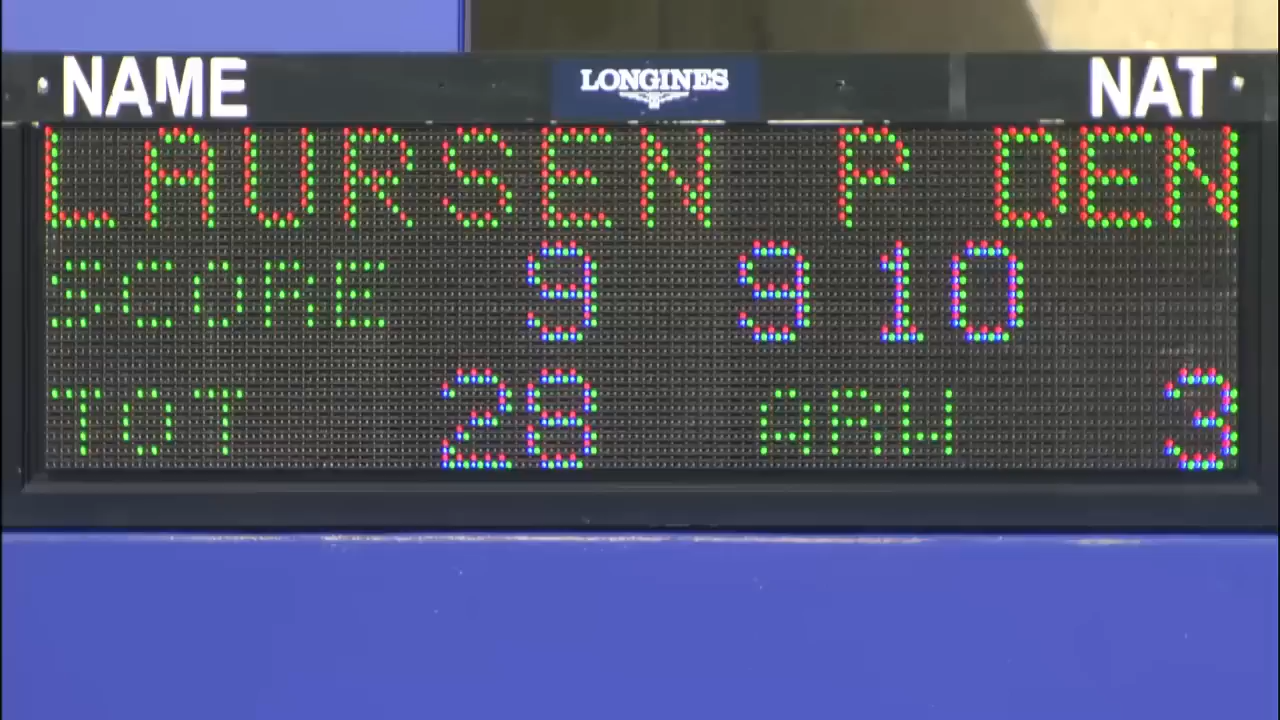 NAME LONGINES NAT
LAURSEN P DEN
SCORE 9 9 10
TOT 28 ARW 3